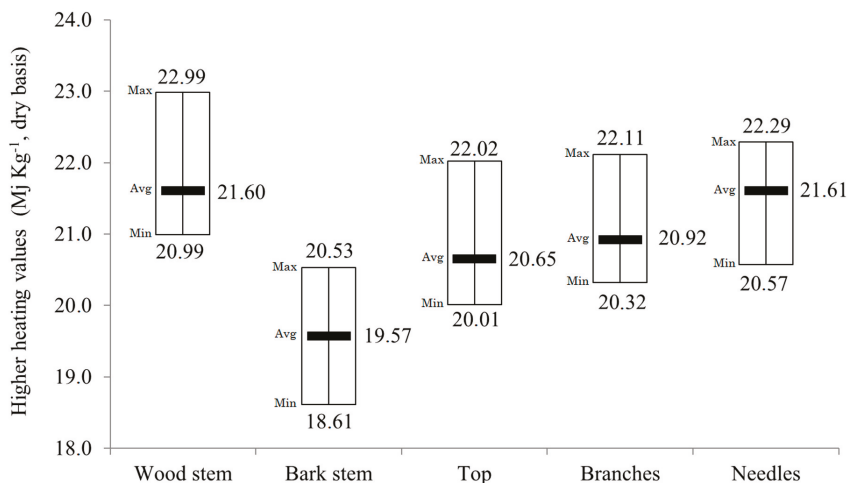 Higher heating values (Mj Kg⁻¹, dry basis)
24.0
23.0
22.0
21.0
20.0
19.0
18.0
22.99
Max
Avg
21.60
Min
20.99
20.53
Max
Avg
19.57
Min
18.61
22.02
Max
Avg
20.65
Min
20.01
22.11
Max
Avg
20.92
Min
20.32
22.29
Max
Avg
21.61
Min
20.57
Wood stem
Bark stem
Top
Branches
Needles